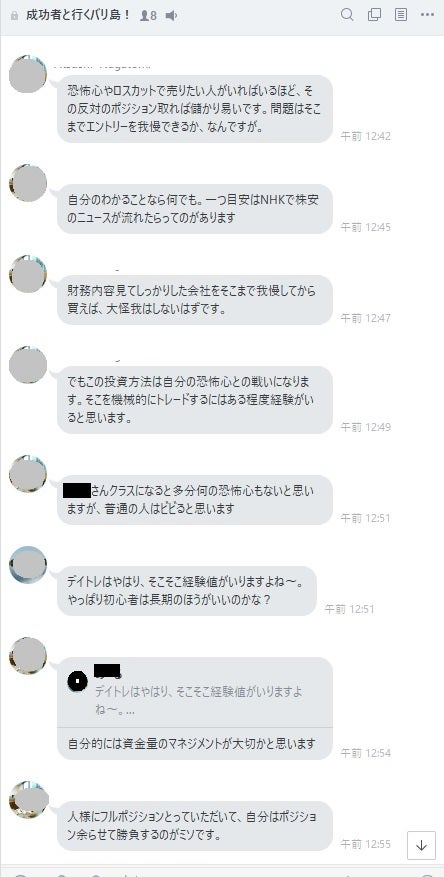 成功者と行くバリ島！ 8
恐怖心やロスカットで売りたい人がいればいるほど、そ
の反対のポジション取れば儲かり易いです。問題はそこ
までエントリーを我慢できるか、なんですが。
午前 12:42
自分のわかることなら何でも。一つ目安はNHKで株安
のニュースが流れたらってのがあります
午前 12:45
財務内容見てしっかりした会社をそこまで我慢してから
買えば、大怪我はしないはずです。
午前 12:47
でもこの投資方法は自分の恐怖心との戦いになりま
す。そこを機械的にトレードするにはある程度経験がい
ると思います。
午前 12:49
さんクラスになると多分何の恐怖心もないと思い
ますが、普通の人はビビると思います
午前 12:51
デイトレはやはり、そこそこ経験値がいりますよね～。
やっぱり初心者は長期のほうがいいのかな？
午前 12:51
デイトレはやはり、そこそこ経験値がいりますよ
ね～。...
自分的には資金量のマネジメントが大切かと思います
午前 12:54
人様にフルポジションとっていただいて、自分はポジショ
ン余らせて勝負するのがミソです。
午前 12:55